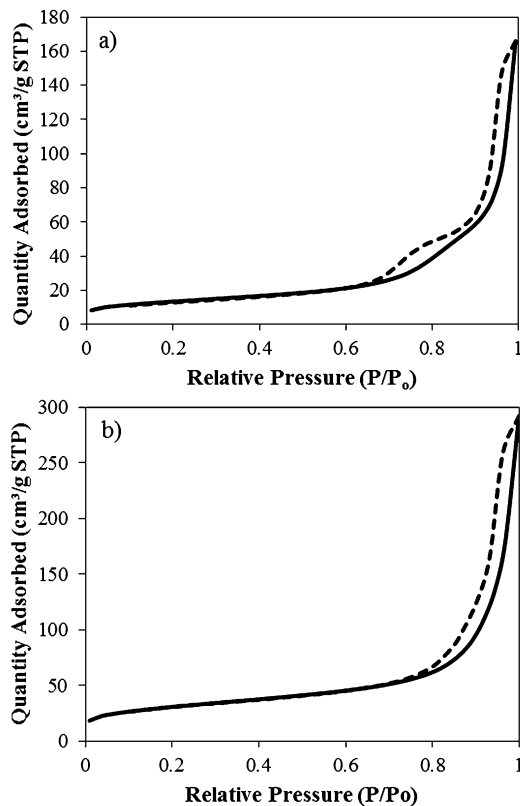 a)
Quantity Adsorbed (cm³/g STP)
180
160
140
120
100
80
60
40
20
0
0 0.2 0.4 0.6 0.8 1
Relative Pressure (P/Pₒ)
b)
Quantity Adsorbed (cm³/g STP)
300
250
200
150
100
50
0
0 0.2 0.4 0.6 0.8 1
Relative Pressure (P/Po)